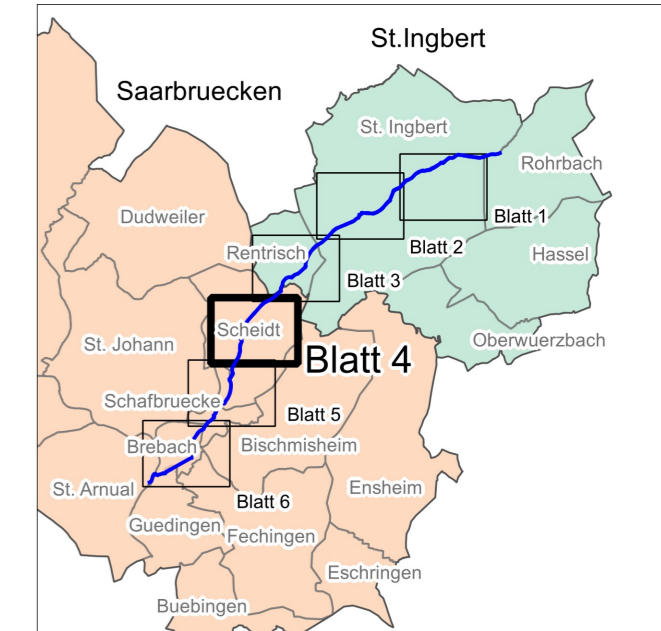 St.Ingbert
Saarbruecken
St. Ingbert
Rohrbach
Dudweiler
Blatt 1
Blatt 2
Hassel
Rentrisch
Blatt 3
Scheidt
Oberwuerzbach
St. Johann
Blatt 4
Schafbruecke
Blatt 5
Brebach
Bischmisheim
St. Arnual
Ensheim
Blatt 6
Guedingen
Fechingen
Eschringen
Buebingen